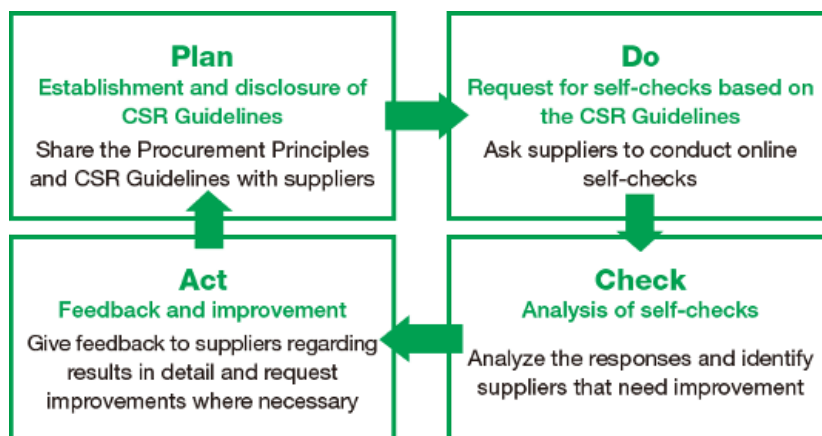 Plan
Establishment and disclosure of
CSR Guidelines
Share the Procurement Principles
and CSR Guidelines with suppliers
Do
Request for self-checks based on
the CSR Guidelines
Ask suppliers to conduct online
self-checks
Check
Analysis of self-checks
Analyze the responses and identify
suppliers that need improvement
Act
Feedback and improvement
Give feedback to suppliers regarding
results in detail and request
improvements where necessary